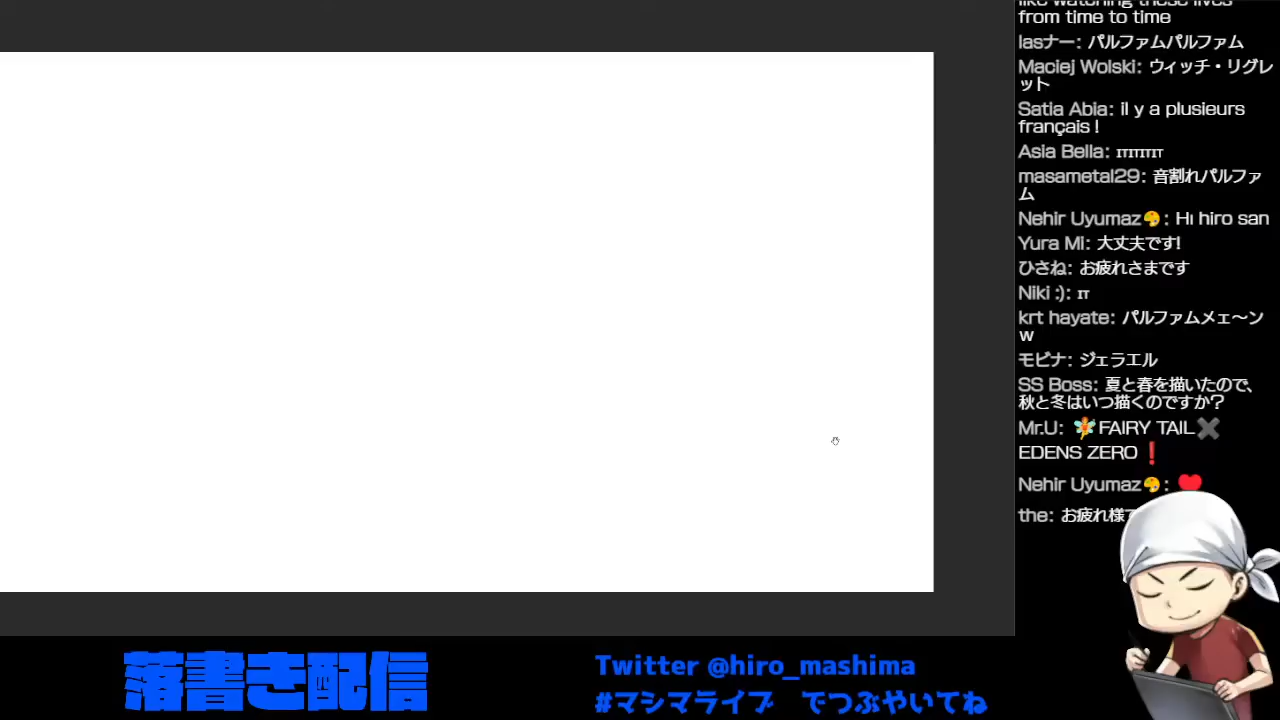 like watching these lives
from time to time
lasナー: パルファムパルファム
Maciej Wolski: ウィッチ・リグレ
ット
Satia Abia: il y a plusieurs
français !
Asia Bella: ɪᴛɪᴛɪᴛɪᴛ
masametal29: 音割れパルファ
ム
Nehir Uyumaz🎨: Hı hiro san
Yura Mi: 大丈夫です!
ひさね: お疲れさまです
Niki :): ɪᴛ
krt hayate: パルファムメェ〜ン
w
モビナ: ジェラエル
SS Boss: 夏と春を描いたので、
秋と冬はいつ描くのですか?
Mr.U: 🧚FAIRY TAIL✖
EDENS ZERO❗
Nehir Uyumaz🎨: ❤
the: お疲れ様
落書き配信
Twitter @hiro_mashima
#マシマライブ でつぶやいてね